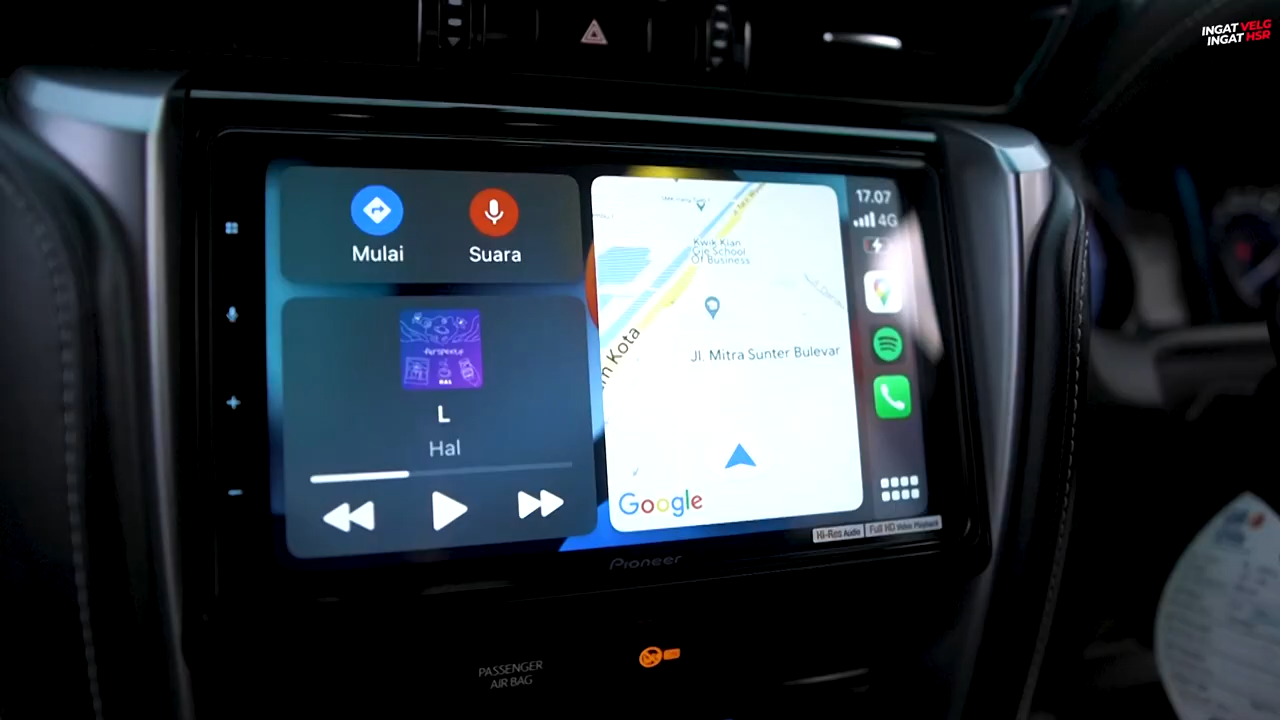 INGAT VELG
INGAT HSR
Mulai
Suara
L
Hal
Kwik Kian
Gie School
Of Business
n Kota
Jl. Mitra Sunter Bulevar
Google
17.07
4G
Hi-Res Audio
Full HD Video Playback
Pioneer
PASSENGER
AIR BAG